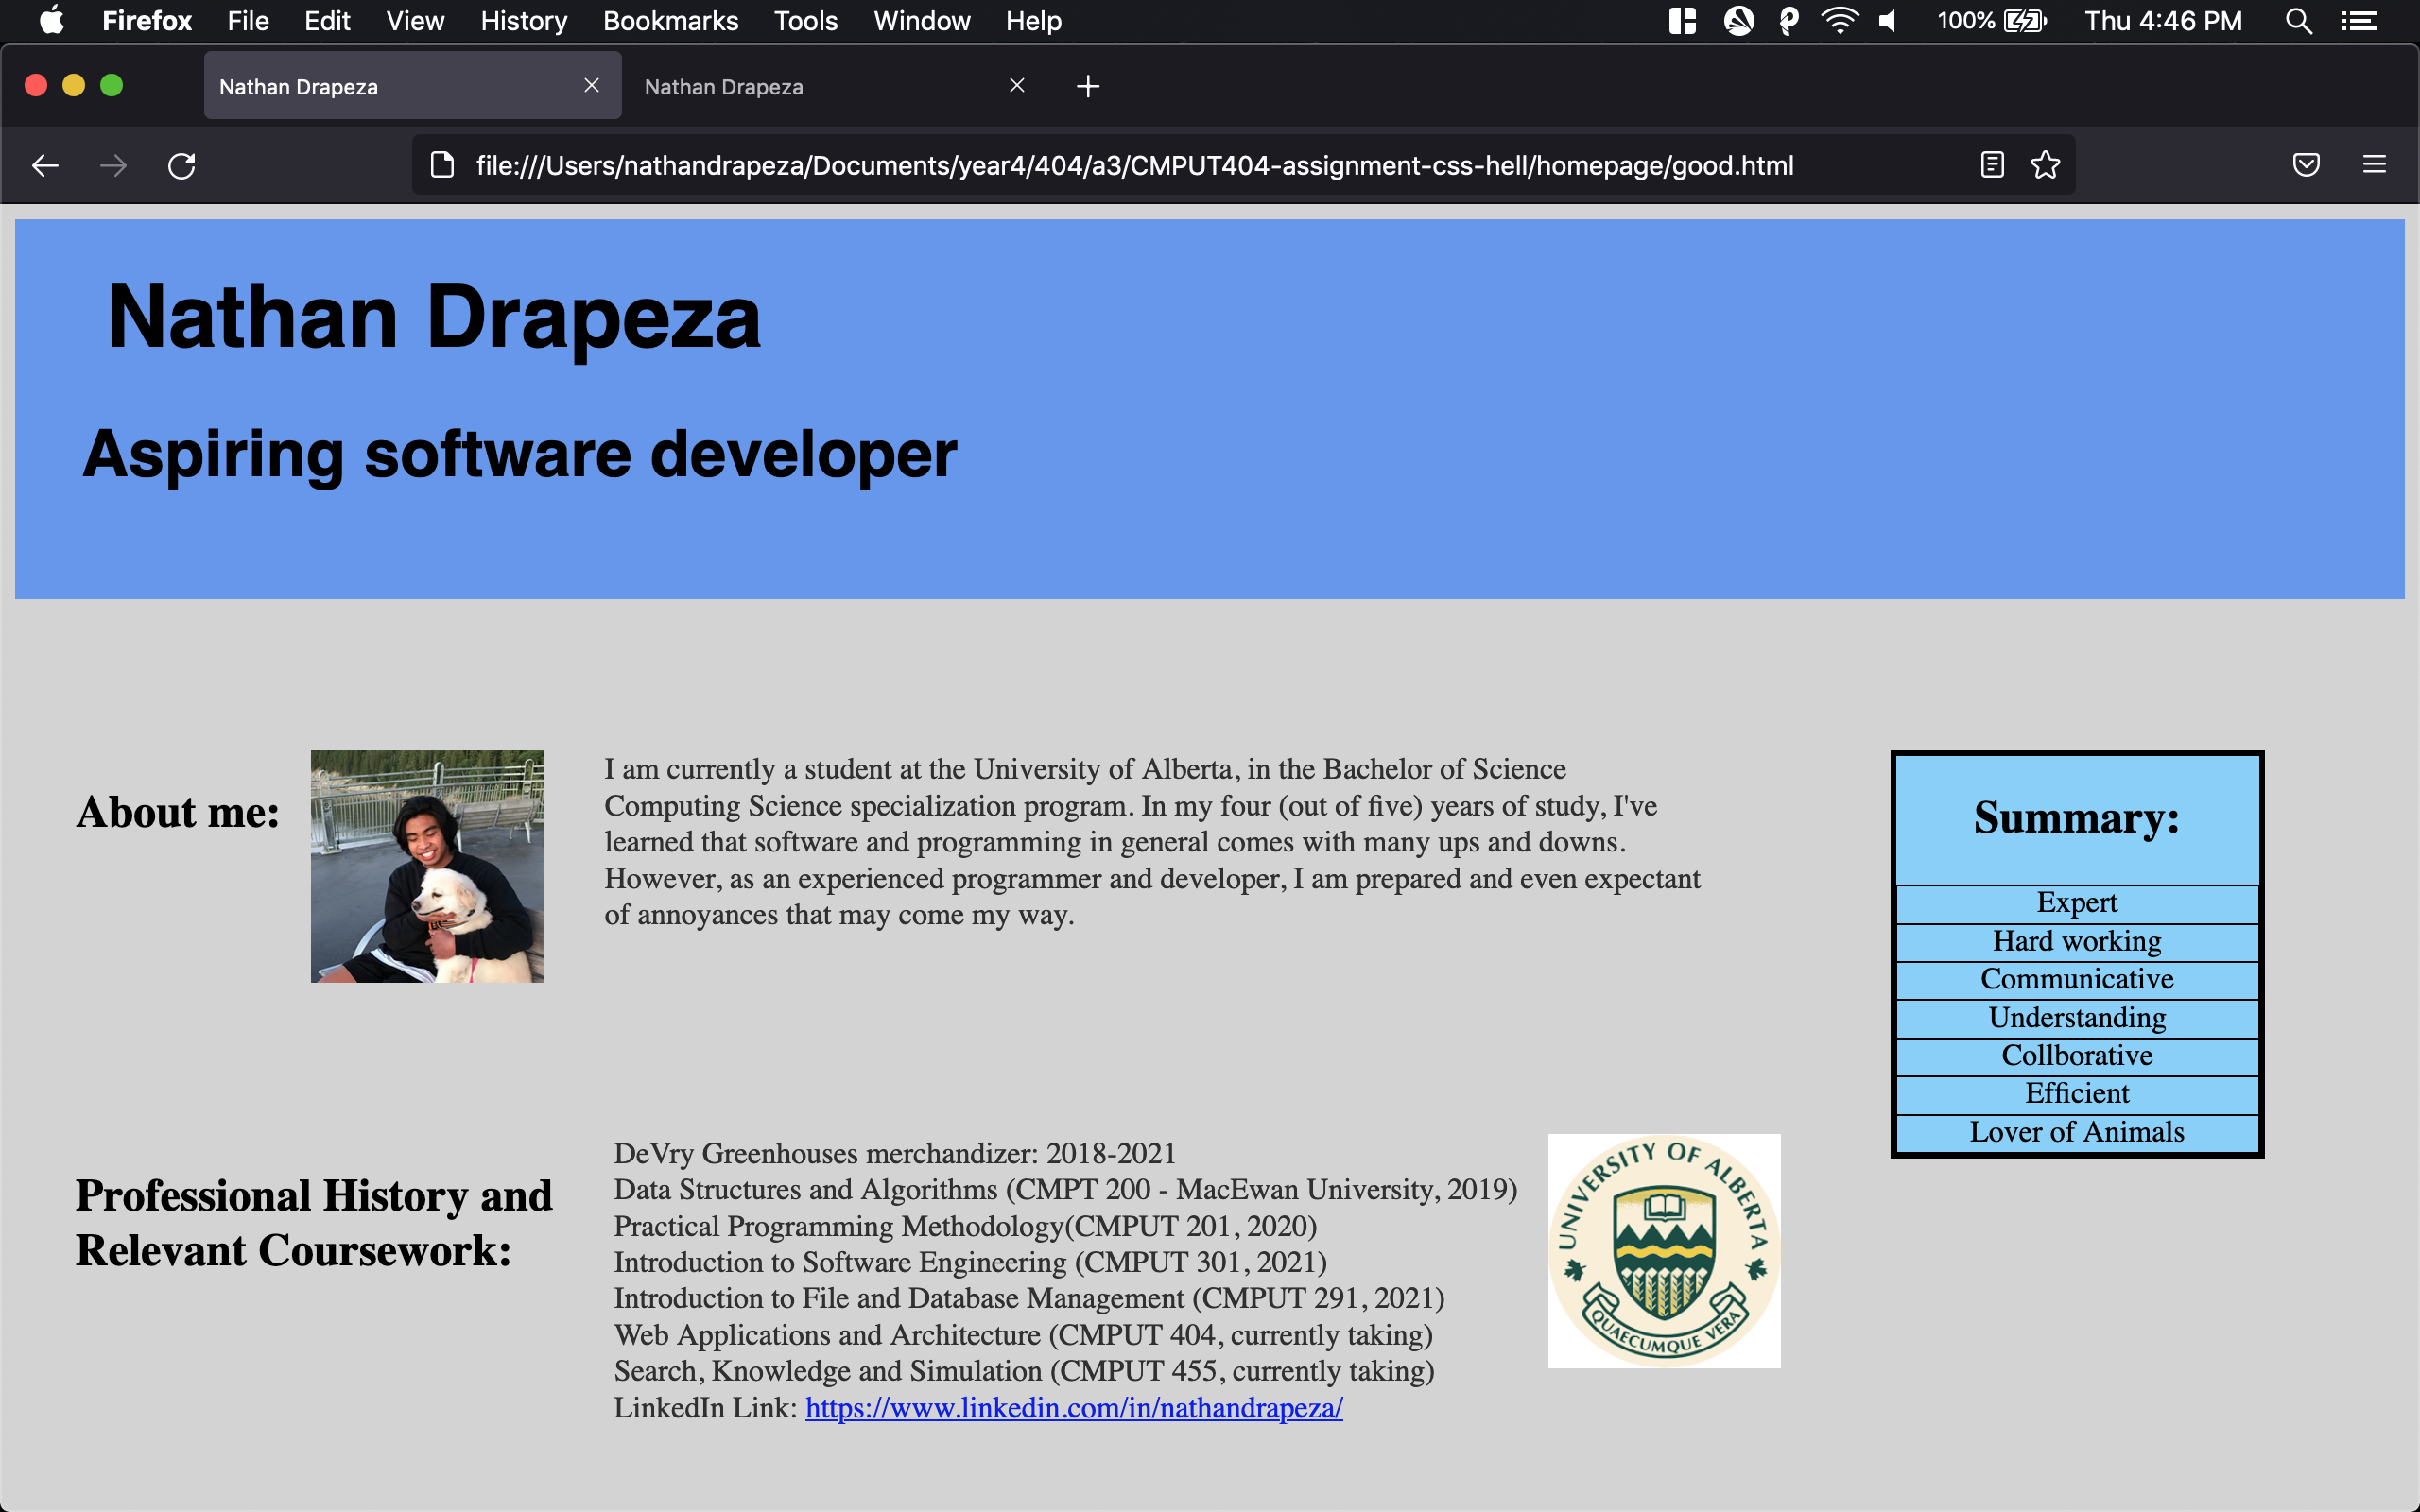 Firefox File Edit View History Bookmarks Tools Window Help 100% Thu 4:46 PM
Nathan Drapeza Nathan Drapeza
file:///Users/nathandrapeza/Documents/year4/404/a3/CMPUT404-assignment-css-hell/homepage/good.html
Nathan Drapeza
Aspiring software developer
About me:
I am currently a student at the University of Alberta, in the Bachelor of Science
Computing Science specialization program. In my four (out of five) years of study, I've
learned that software and programming in general comes with many ups and downs.
However, as an experienced programmer and developer, I am prepared and even expectant
of annoyances that may come my way.
Summary:
Expert
Hard working
Communicative
Understanding
Collborative
Efficient
Lover of Animals
Professional History and
Relevant Coursework:
DeVry Greenhouses merchandizer: 2018-2021
Data Structures and Algorithms (CMPT 200 - MacEwan University, 2019)
Practical Programming Methodology(CMPUT 201, 2020)
Introduction to Software Engineering (CMPUT 301, 2021)
Introduction to File and Database Management (CMPUT 291, 2021)
Web Applications and Architecture (CMPUT 404, currently taking)
Search, Knowledge and Simulation (CMPUT 455, currently taking)
LinkedIn Link: https://www.linkedin.com/in/nathandrapeza/
UNIVERSITY OF ALBERTA
QUAECUMQUE VERA